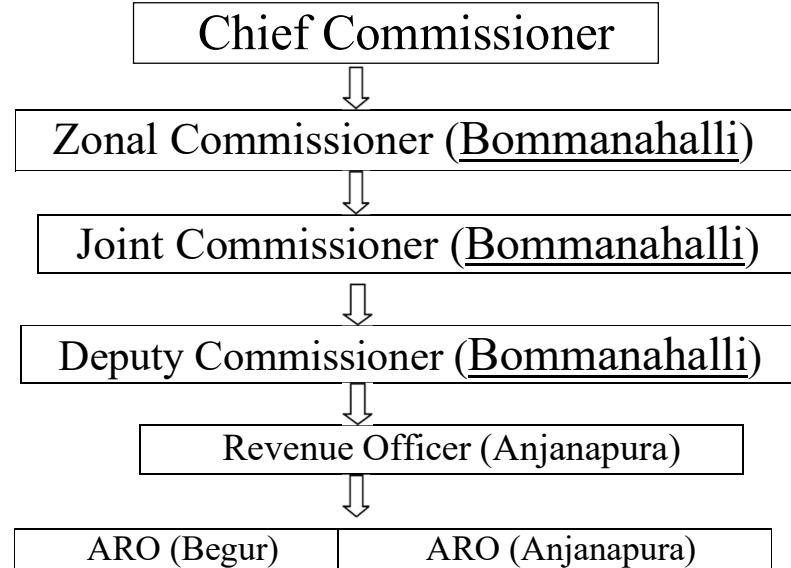 Chief Commissioner
Zonal Commissioner (Bommanahalli)
Joint Commissioner (Bommanahalli)
Deputy Commissioner (Bommanahalli)
Revenue Officer (Anjanapura)
ARO (Begur) ARO (Anjanapura)